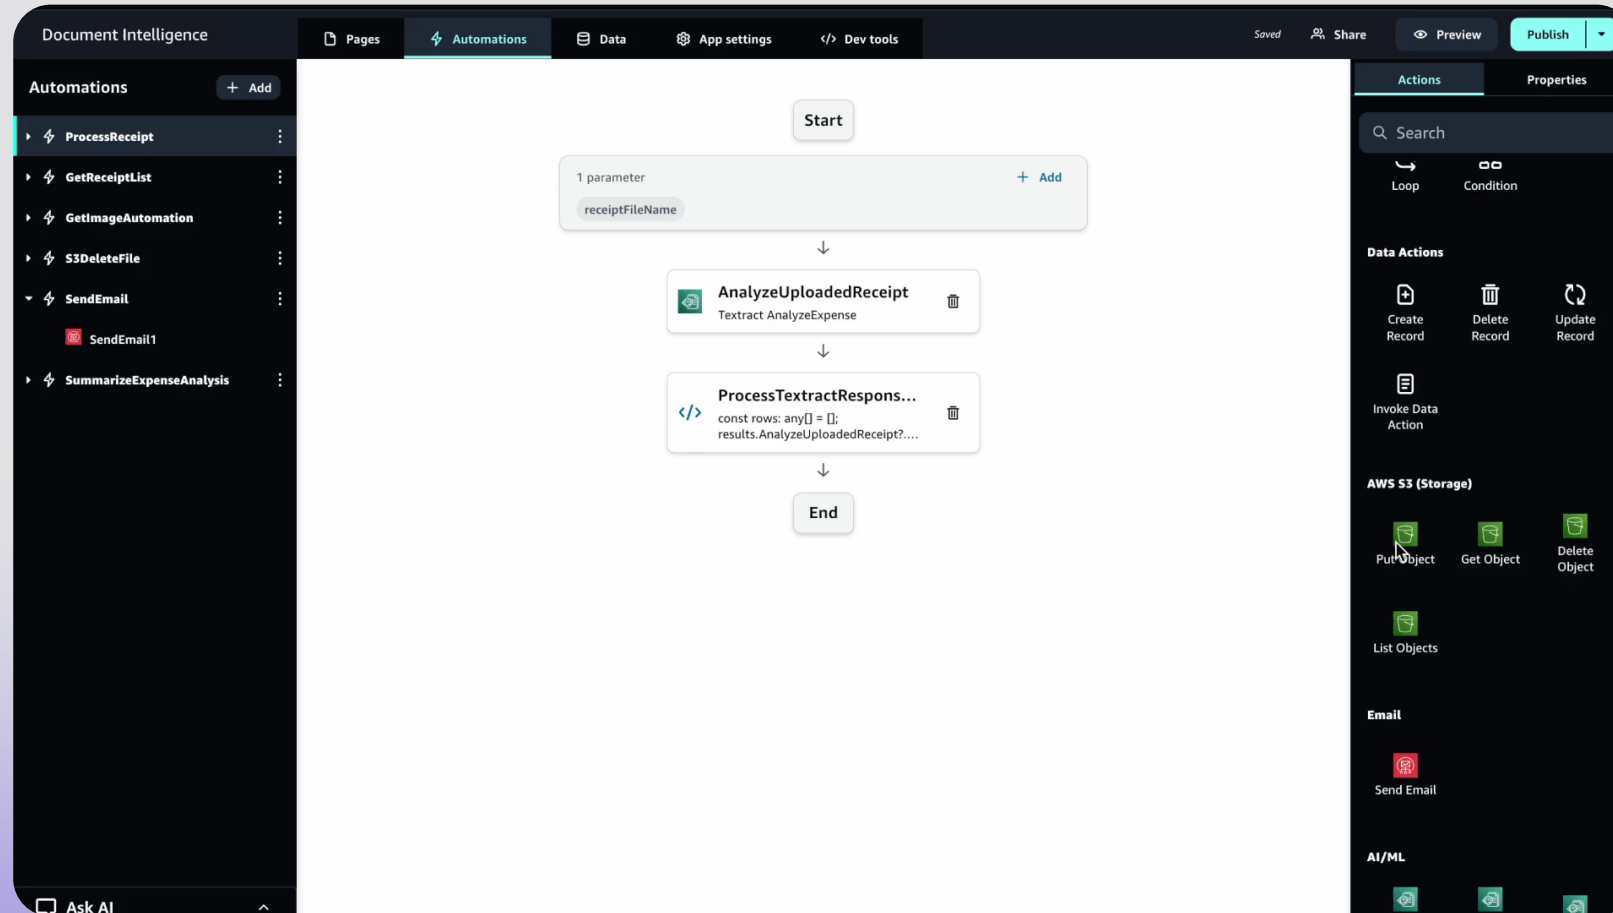 Document Intelligence
Pages
Automations
Data
App settings
Dev tools
Saved
Share
Preview
Publish
Automations
+ Add
ProcessReceipt
GetReceiptList
GetImageAutomation
S3DeleteFile
SendEmail
SendEmail1
SummarizeExpenseAnalysis
Ask AI
Start
1 parameter
+ Add
receiptFileName
AnalyzeUploadedReceipt
Textract AnalyzeExpense
ProcessTextractRespons...
const rows: any[] = [];
results.AnalyzeUploadedReceipt?....
End
Actions
Properties
Search
Loop
Condition
Data Actions
Create
Record
Delete
Record
Update
Record
Invoke Data
Action
AWS S3 (Storage)
Put Object
Get Object
Delete
Object
List Objects
Email
Send Email
AI/ML